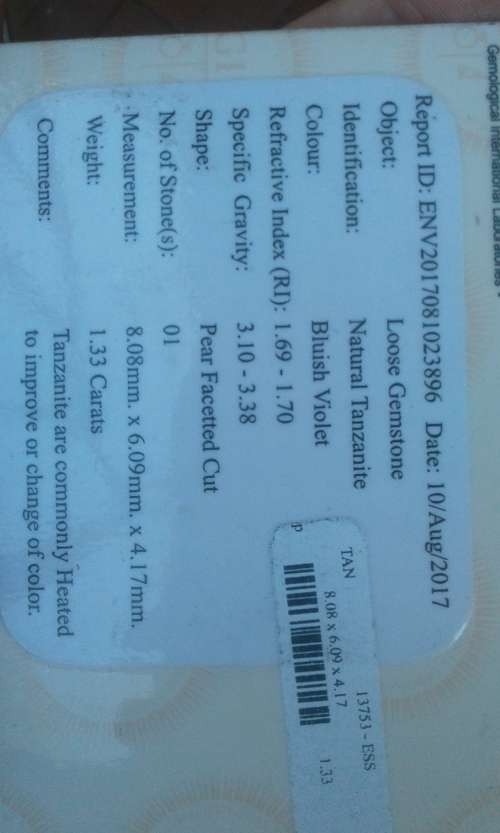 Gemological International Laboratories
Report ID: ENV2017081023896 Date: 10/Aug/2017
Object: Loose Gemstone
Identification: Natural Tanzanite
Colour: Bluish Violet
Refractive Index (RI): 1.69 - 1.70
Specific Gravity: 3.10 - 3.38
Shape: Pear Facetted Cut
No. of Stone(s): 01
Measurement: 8.08mm. x 6.09mm. x 4.17mm.
Weight: 1.33 Carats
Comments: Tanzanite are commonly Heated
to improve or change of color.
13753 - ESS
TAN
8.08 x 6.09 x 4.17 1.33
P